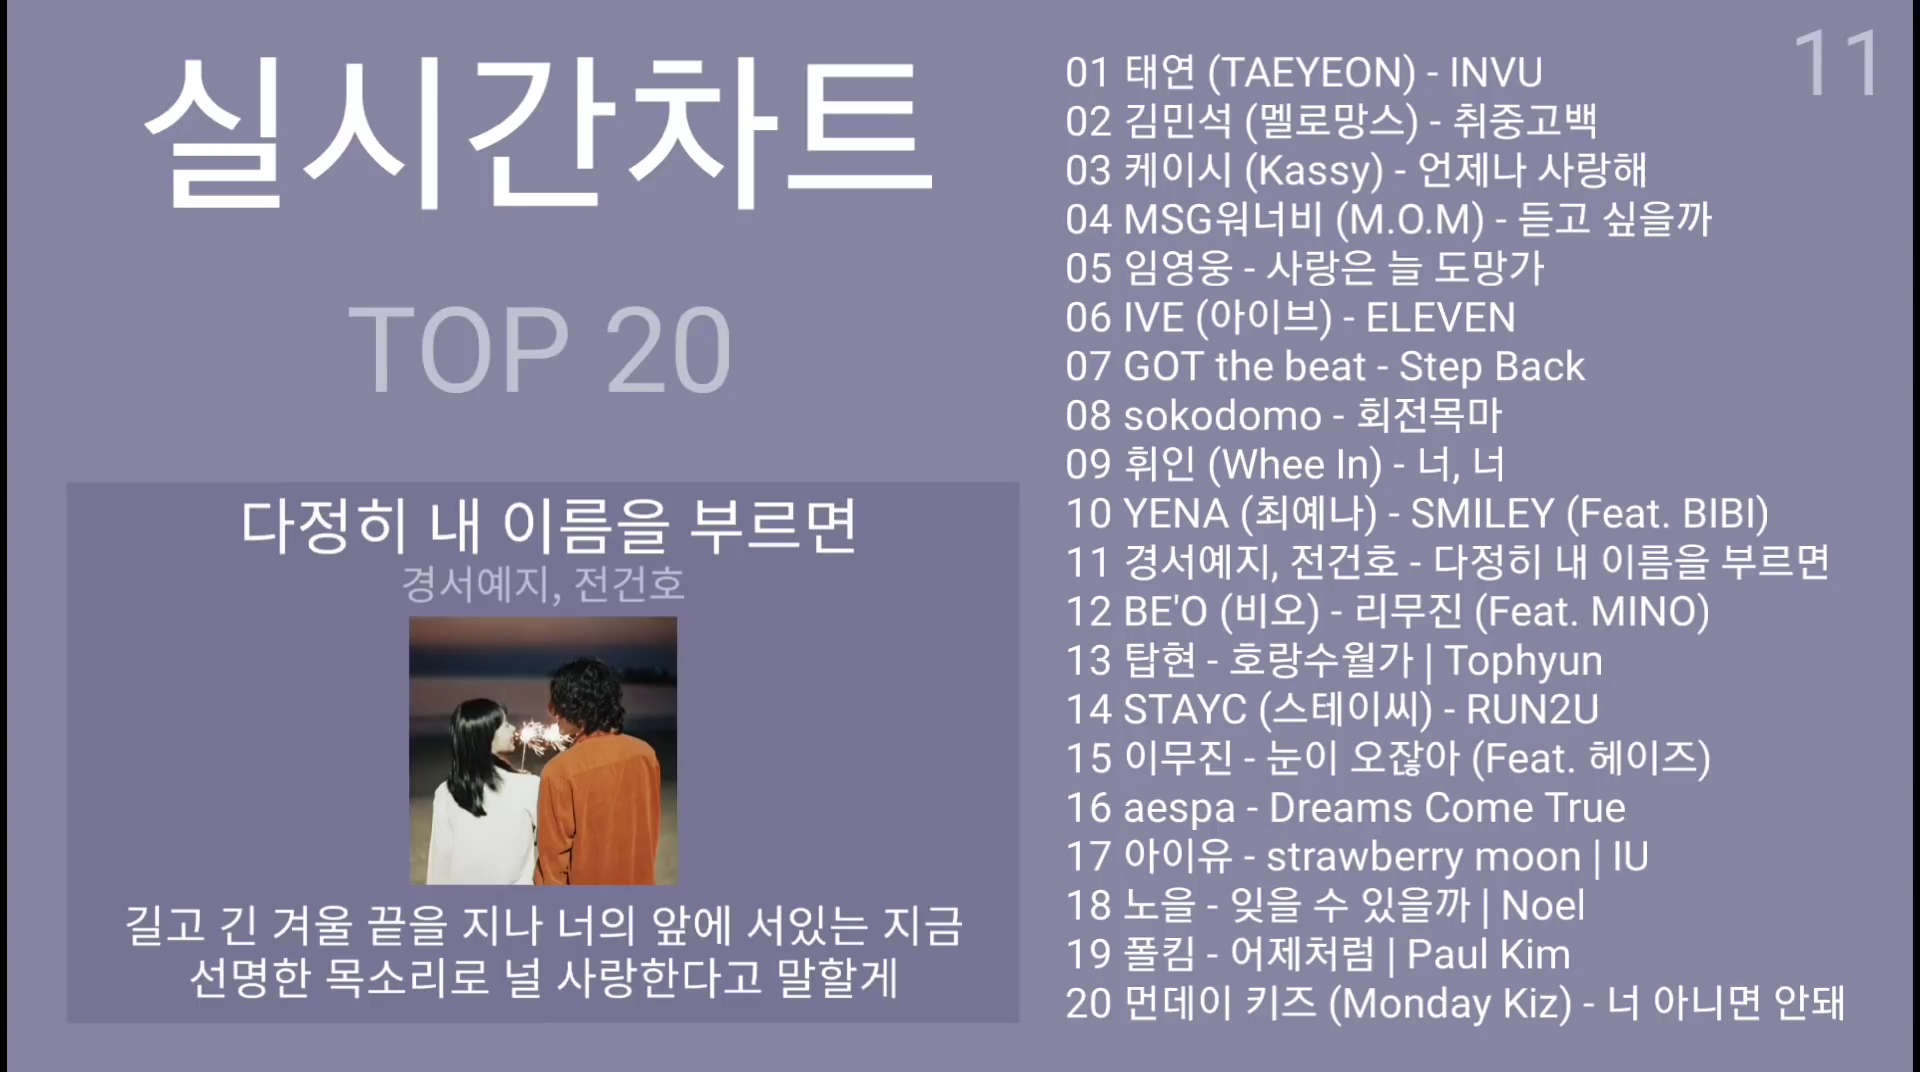 실시간차트
TOP 20
다정히 내 이름을 부르면
경서예지, 전건호
길고 긴 겨울 끝을 지나 너의 앞에 서있는 지금
선명한 목소리로 널 사랑한다고 말할게
11
01 태연 (TAEYEON) - INVU
02 김민석 (멜로망스) - 취중고백
03 케이시 (Kassy) - 언제나 사랑해
04 MSG워너비 (M.O.M) - 듣고 싶을까
05 임영웅 - 사랑은 늘 도망가
06 IVE (아이브) - ELEVEN
07 GOT the beat - Step Back
08 sokodomo - 회전목마
09 휘인 (Whee In) - 너, 너
10 YENA (최예나) - SMILEY (Feat. BIBI)
11 경서예지, 전건호 - 다정히 내 이름을 부르면
12 BE'O (비오) - 리무진 (Feat. MINO)
13 탑현 - 호랑수월가 | Tophyun
14 STAYC (스테이씨) - RUN2U
15 이무진 - 눈이 오잖아 (Feat. 헤이즈)
16 aespa - Dreams Come True
17 아이유 - strawberry moon | IU
18 노을 - 잊을 수 있을까 | Noel
19 폴킴 - 어제처럼 | Paul Kim
20 먼데이 키즈 (Monday Kiz) - 너 아니면 안돼